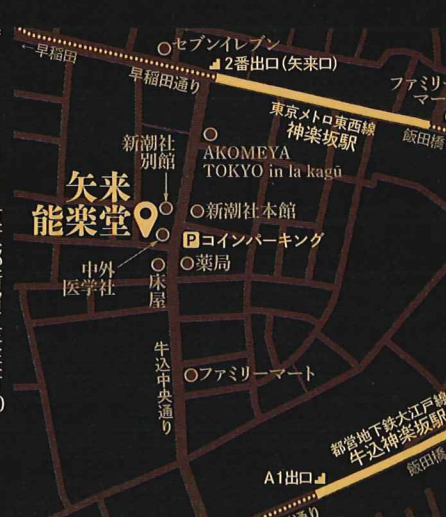 セブンイレブン
←早稲田
2番出口(矢来口)
早稲田通り
ファミリー
マー
東京メトロ東西線
神楽坂駅
飯田橋
新潮社
別館
AKOMEYA
TOKYO in la kagū
矢来
能楽堂
新潮社本館
Pコインパーキング
中外
医学社
薬局
床屋
牛込中央通り
ファミリーマート
都営地下鉄大江戸線
牛込神楽坂駅
飯田橋
A1出口
通り